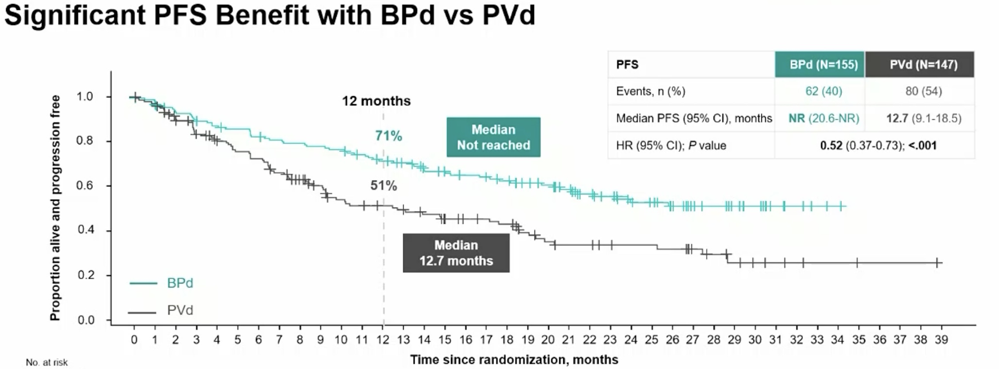 Significant PFS Benefit with BPd vs PVd
PFS BPd (N=155) PVd (N=147)
Events, n (%) 62 (40) 80 (54)
Median PFS (95% CI), months NR (20.6-NR) 12.7 (9.1-18.5)
HR (95% CI); P value 0.52 (0.37-0.73); <.001
Proportion alive and progression free
1.0
0.8
0.6
0.4
0.2
0.0
12 months
71%
Median
Not reached
51%
Median
12.7 months
BPd
PVd
0 1 2 3 4 5 6 7 8 9 10 11 12 13 14 15 16 17 18 19 20 21 22 23 24 25 26 27 28 29 30 31 32 33 34 35 36 37 38 39
Time since randomization, months
No. at risk